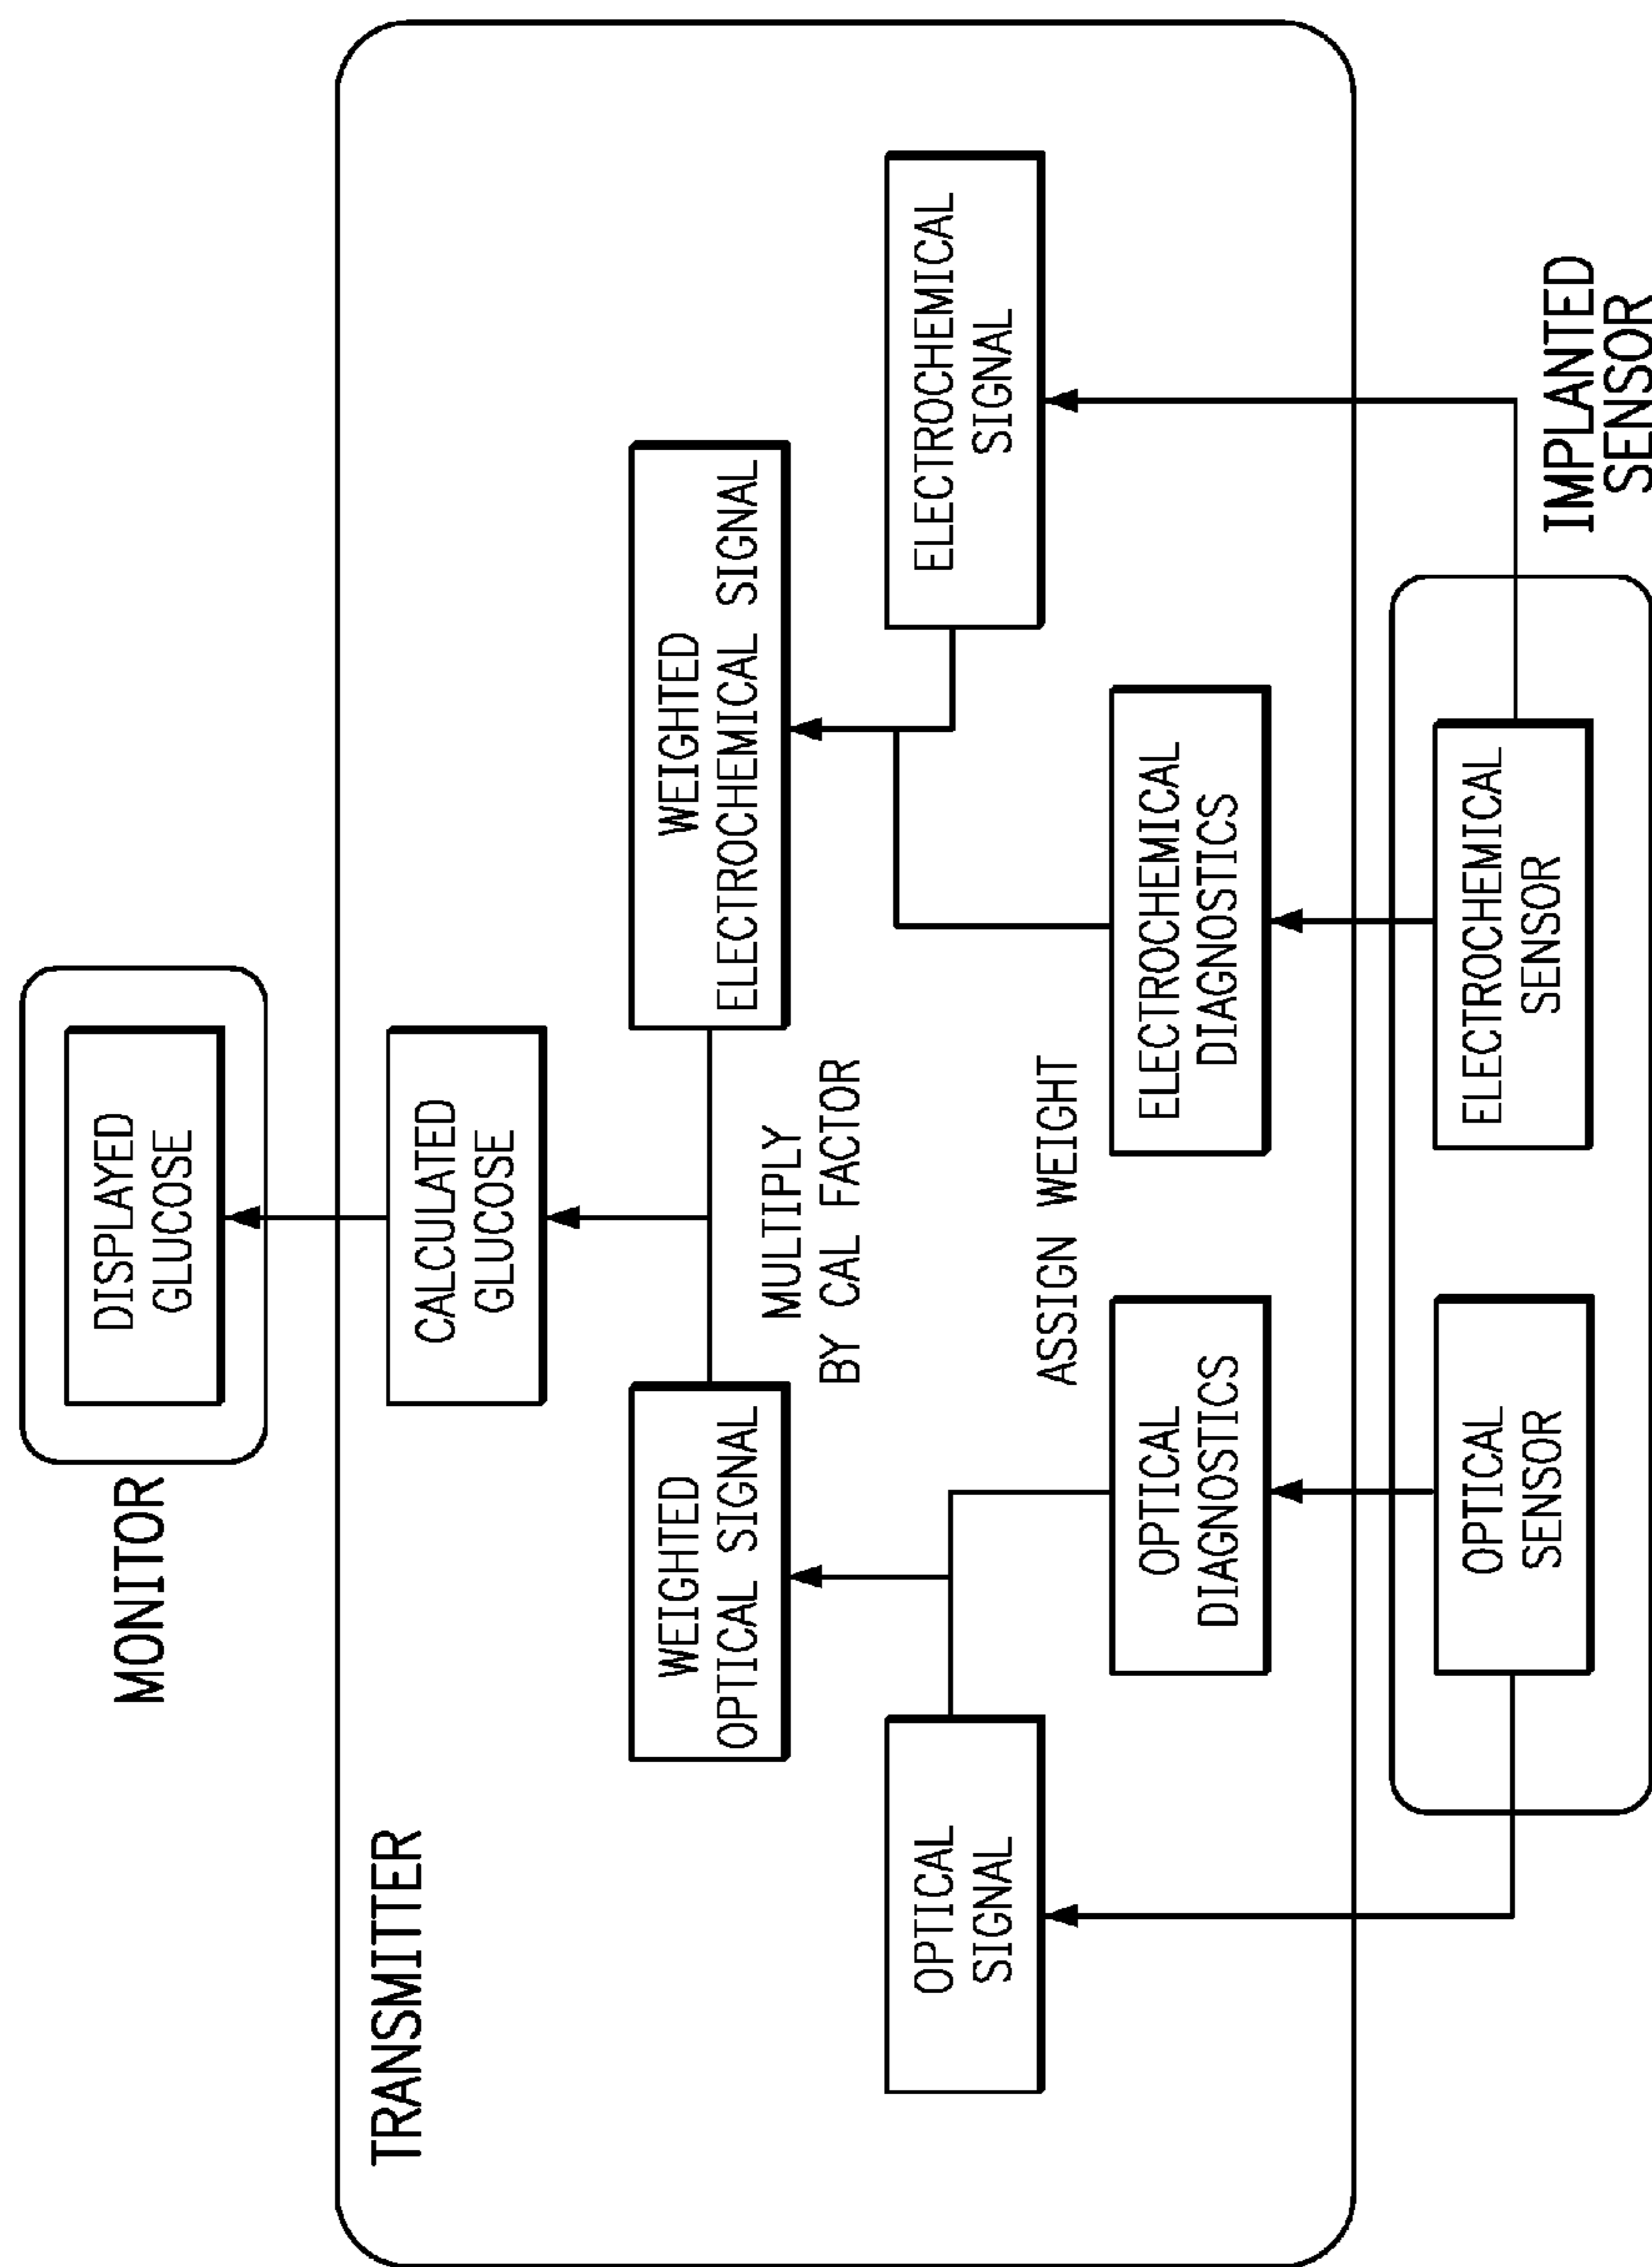 MONITOR
DISPLAYED
GLUCOSE
TRANSMITTER
CALCULATED
GLUCOSE
WEIGHTED
OPTICAL SIGNAL
WEIGHTED
ELECTROCHEMICAL SIGNAL
MULTIPLY
BY CAL FACTOR
OPTICAL
SIGNAL
ELECTROCHEMICAL
SIGNAL
ASSIGN WEIGHT
OPTICAL
DIAGNOSTICS
ELECTROCHEMICAL
DIAGNOSTICS
OPTICAL
SENSOR
ELECTROCHEMICAL
SENSOR
IMPLANTED
SENSOR